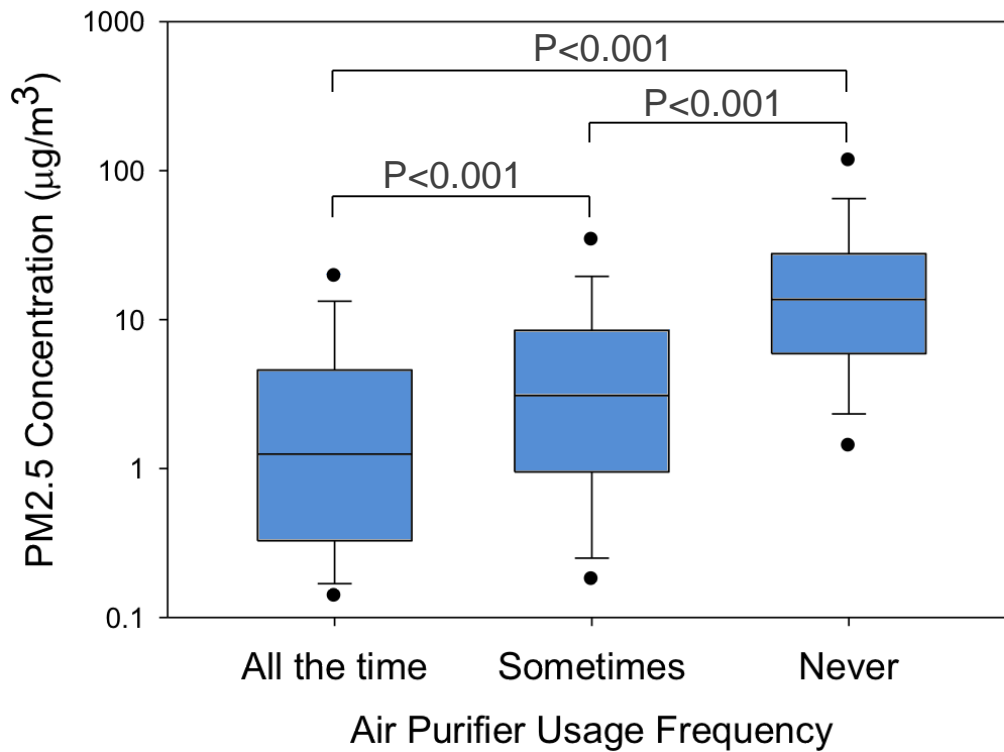 PM2.5 Concentration (μg/m³)
1000
100
10
1
0.1
P<0.001
P<0.001
P<0.001
All the time
Sometimes
Never
Air Purifier Usage Frequency